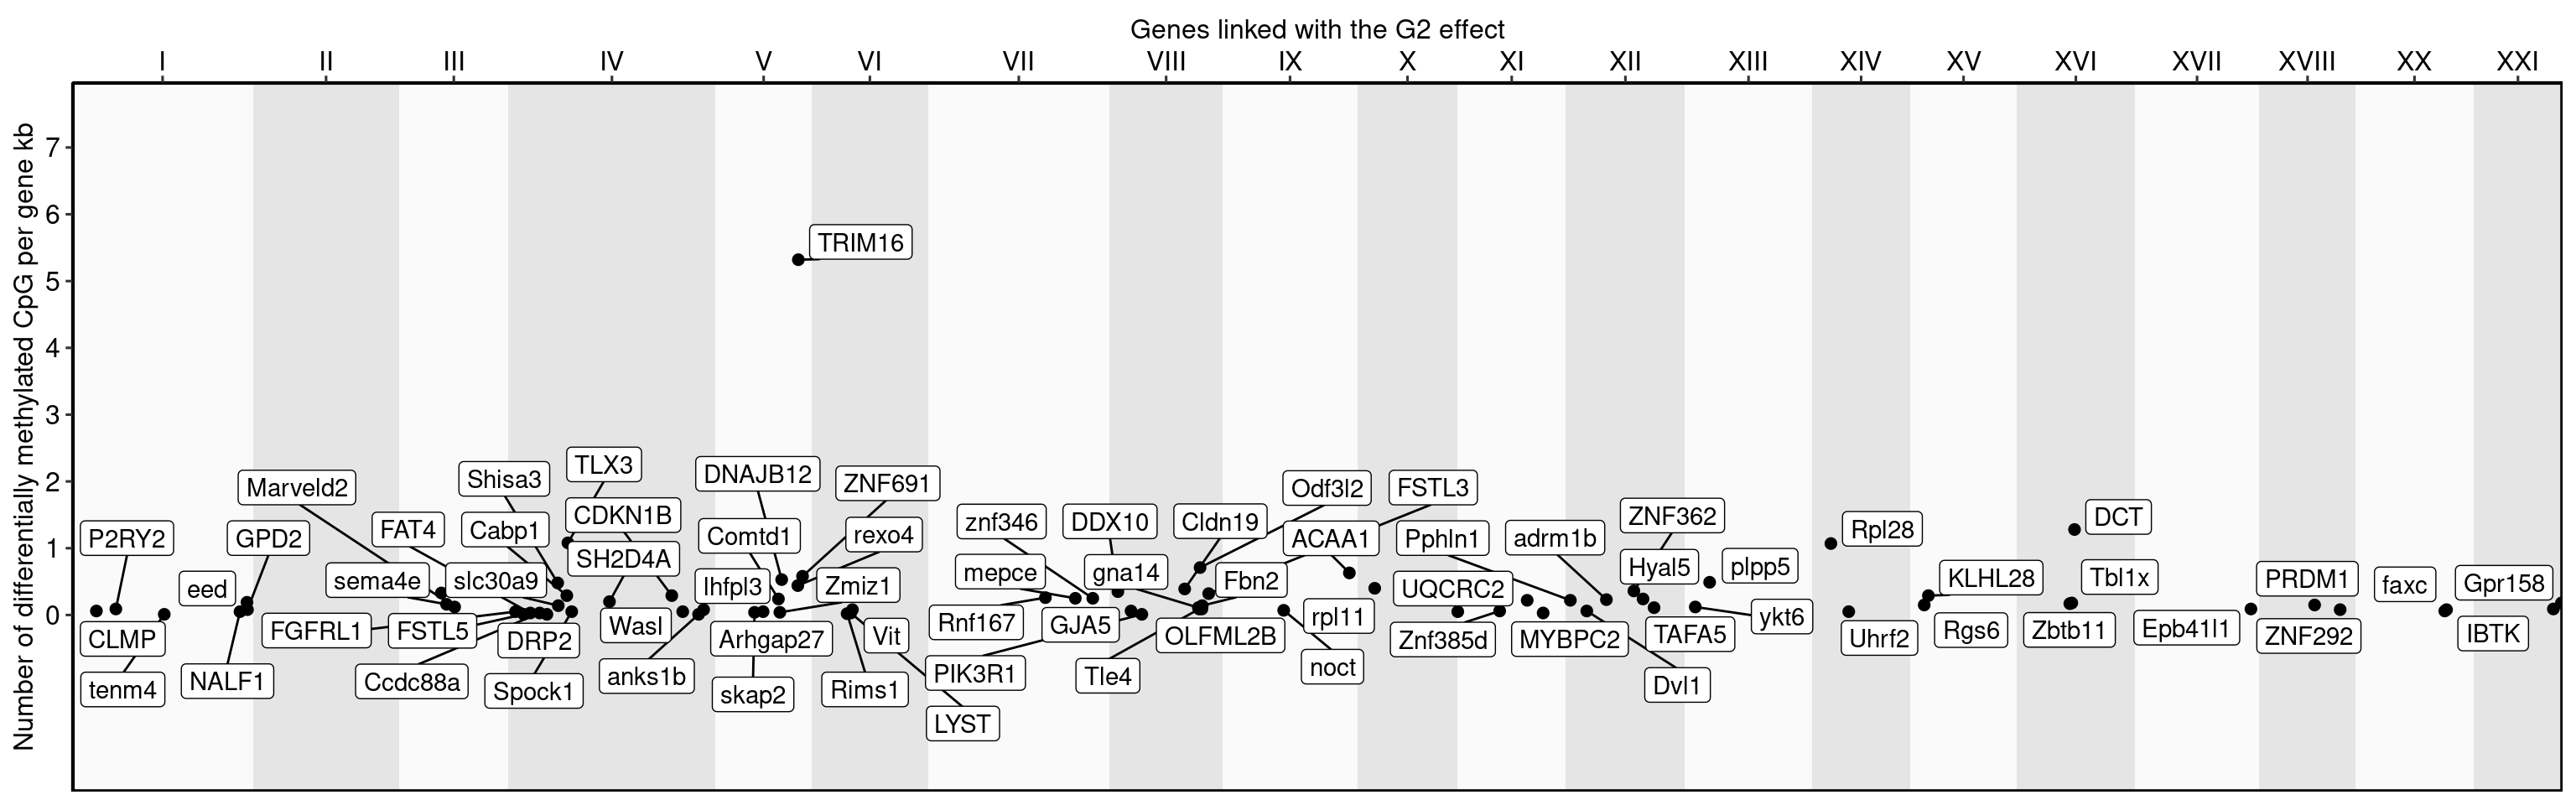 Genes linked with the G2 effect
I II III IV V VI VII VIII IX X XI XII XIII XIV XV XVI XVII XVIII XX XXI
Number of differentially methylated CpG per gene kb
7
6
5
4
3
2
1
0
TRIM16
TLX3
DNAJB12
Shisa3
ZNF691
Marveld2
Odf3l2
FSTL3
CDKN1B
znf346
DDX10
Cldn19
ZNF362
DCT
FAT4
Cabp1
Rpl28
P2RY2
GPD2
Comtd1
rexo4
ACAA1
Pphln1
adrm1b
SH2D4A
Hyal5
plpp5
sema4e
slc30a9
mepce
gna14
Fbn2
KLHL28
Tbl1x
PRDM1
eed
lhfpl3
Zmiz1
UQCRC2
faxc
Gpr158
rpl11
ykt6
CLMP
FGFRL1
FSTL5
DRP2
Wasl
Arhgap27
Vit
Rnf167
GJA5
OLFML2B
Znf385d
MYBPC2
TAFA5
Uhrf2
Rgs6
Zbtb11
Epb41l1
ZNF292
IBTK
tenm4
NALF1
Ccdc88a
Spock1
anks1b
skap2
Rims1
PIK3R1
Tle4
noct
Dvl1
LYST